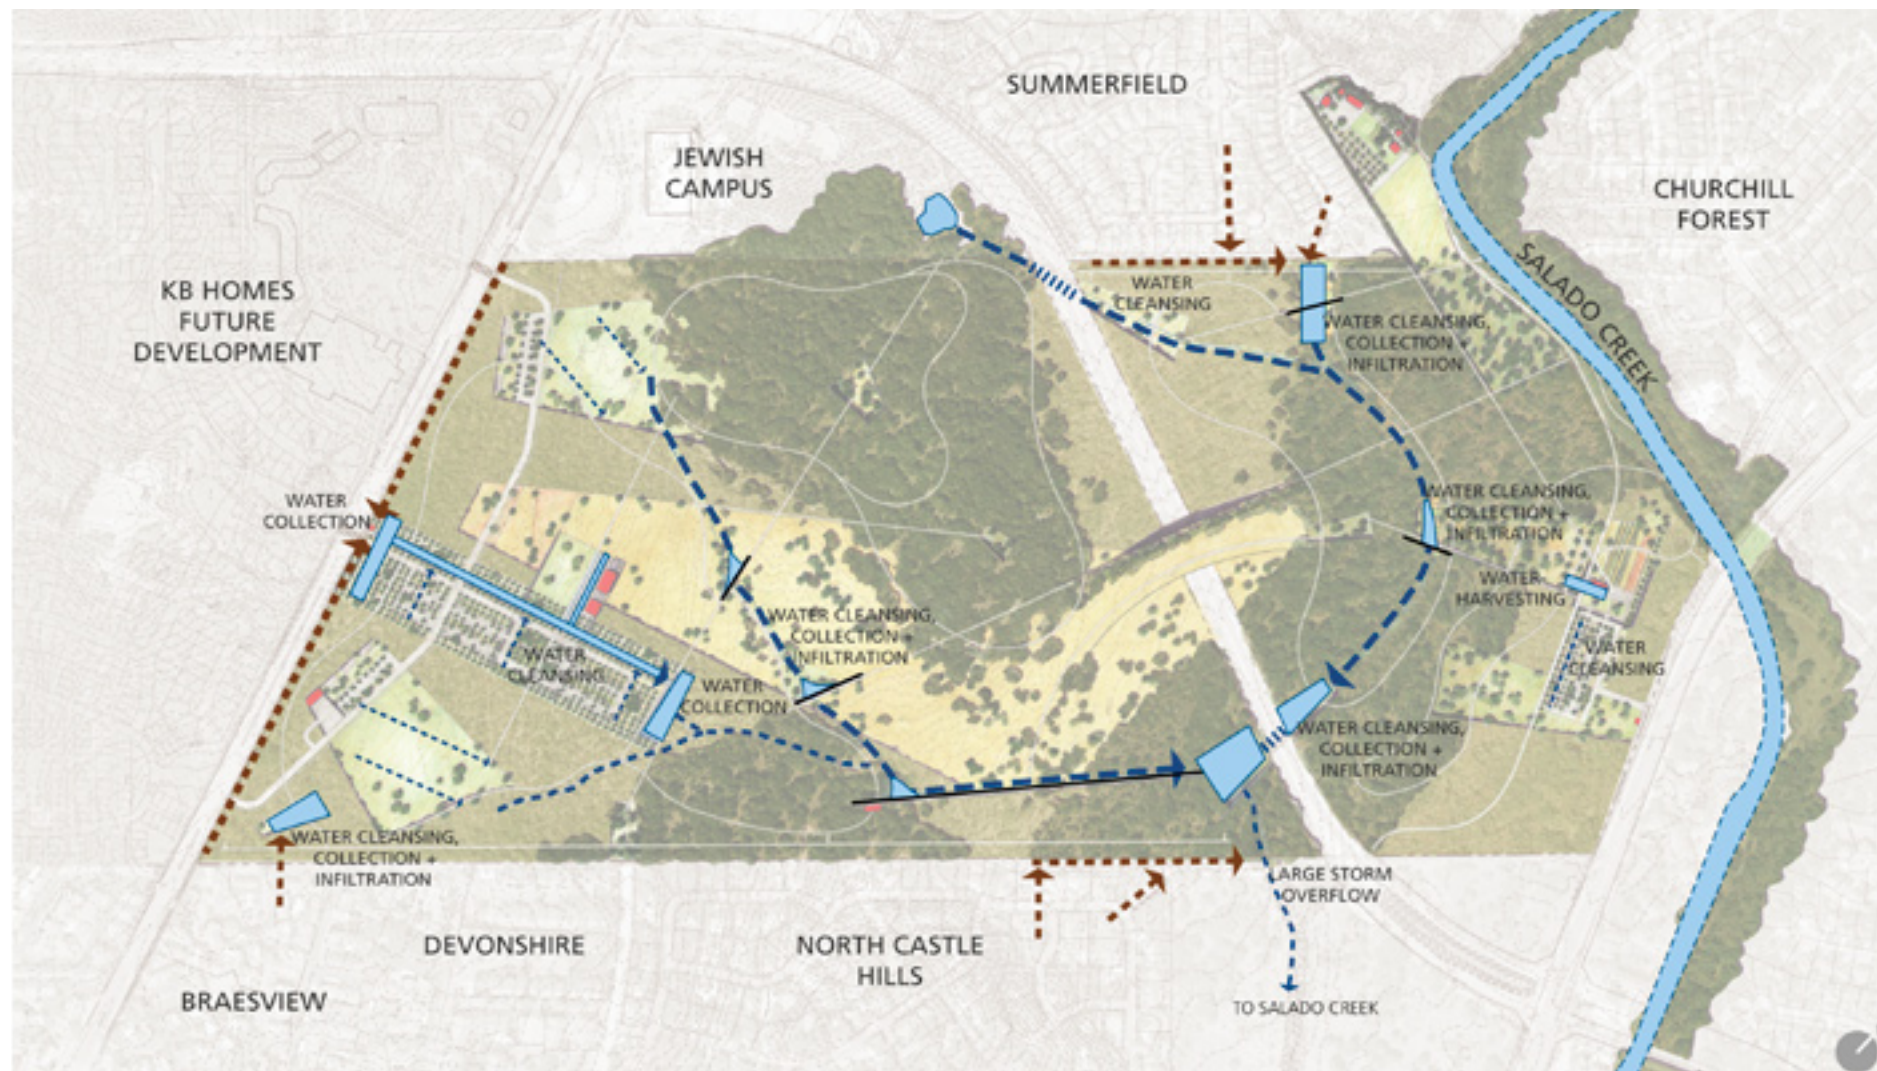 SUMMERFIELD
JEWISH
CAMPUS
CHURCHILL
FOREST
SALADO CREEK
KB HOMES
FUTURE
DEVELOPMENT
WATER
CLEANSING
WATER CLEANSING,
COLLECTION +
INFILTRATION
WATER
COLLECTION
WATER CLEANSING,
COLLECTION +
INFILTRATION
WATER
HARVESTING
WATER CLEANSING,
COLLECTION +
INFILTRATION
WATER
CLEANSING
WATER
CLEANSING
WATER
COLLECTION
WATER CLEANSING,
COLLECTION +
INFILTRATION
WATER CLEANSING,
COLLECTION +
INFILTRATION
LARGE STORM
OVERFLOW
DEVONSHIRE
NORTH CASTLE
HILLS
BRAESVIEW
TO SALADO CREEK